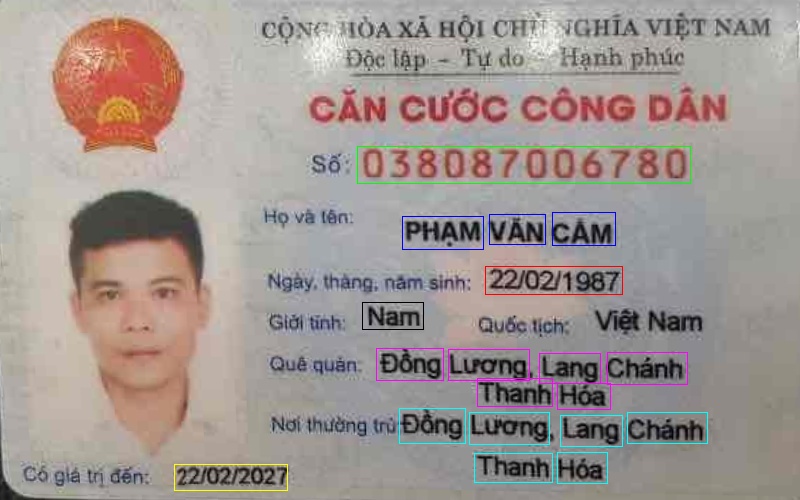 CỘNG HÒA XÃ HỘI CHỦ NGHĨA VIỆT NAM
Độc lập - Tự do - Hạnh phúc
CĂN CƯỚC CÔNG DÂN
Số: 038087006780
Họ và tên: PHẠM VĂN CẢM
Ngày, tháng, năm sinh: 22/02/1987
Giới tính: Nam Quốc tịch: Việt Nam
Quê quán: Đồng Lương, Lang Chánh
Thanh Hóa
Nơi thường trú: Đồng Lương, Lang Chánh
Thanh Hóa
Có giá trị đến: 22/02/2027